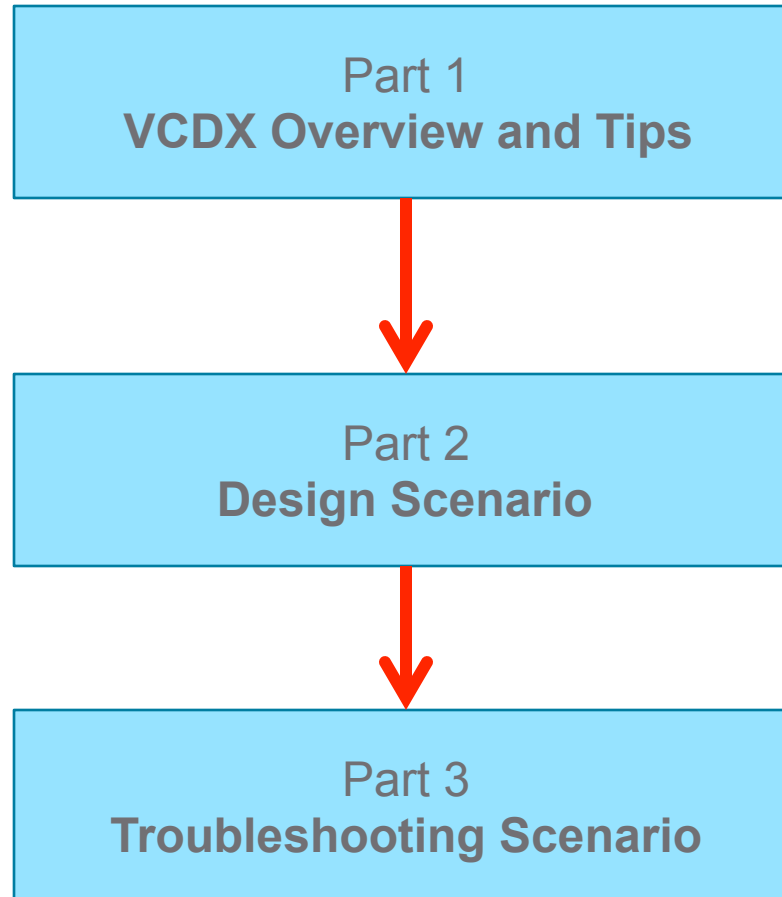 Part 1
VCDX Overview and Tips
Part 2
Design Scenario
Part 3
Troubleshooting Scenario